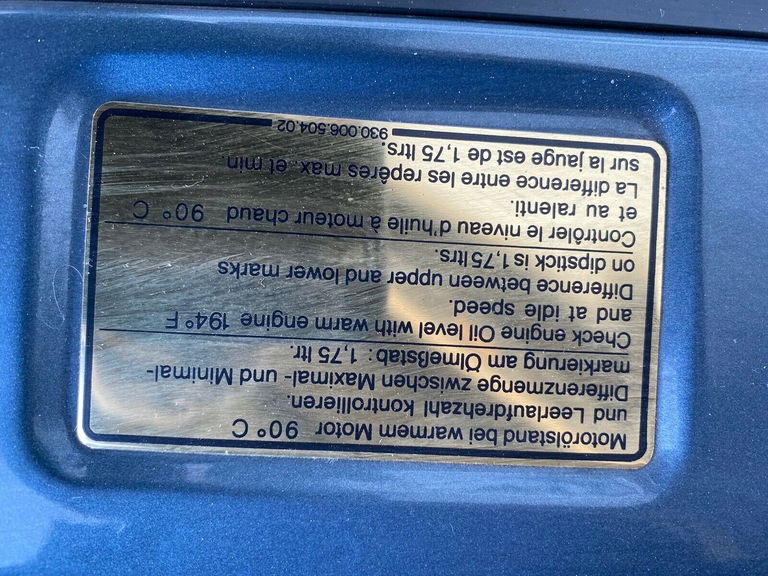 Motorölstand bei warmem Motor 90° C
und Leerlaufdrehzahl kontrollieren.
Differenzmenge zwischen Maximal- und Minimal-
markierung am Ölmeßstab: 1,75 ltr.
Check engine Oil level with warm engine 194° F
and at idle speed.
Difference between upper and lower marks
on dipstick is 1,75 ltrs.
Contrôler le niveau d'huile à moteur chaud 90° C
et au ralenti.
La difference entre les repêres max. et min.
sur la jauge est de 1,75 ltrs.
930.006.504.02